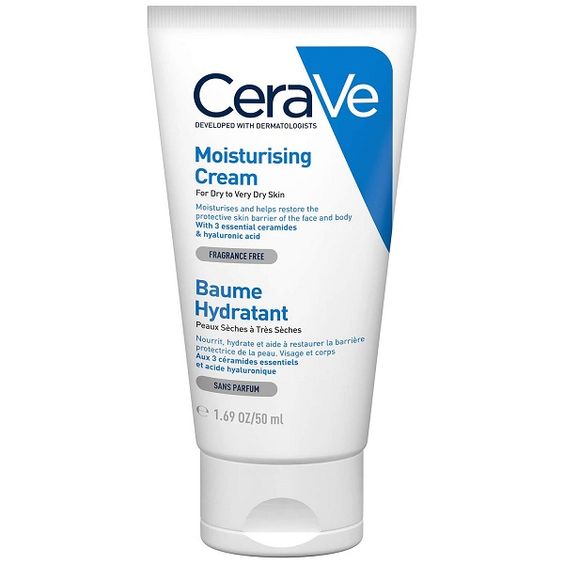 CeraVe
DEVELOPED WITH DERMATOLOGISTS
Moisturising
Cream
For Dry to Very Dry Skin
Moisturises and helps restore the
protective skin barrier of the face and body
With 3 essential ceramides
& hyaluronic acid
FRAGRANCE FREE
Baume
Hydratant
Peaux Sèches à Très Sèches
Nourrit, hydrate et aide à restaurer la barrière
protectrice de la peau. Visage et corps
Aux 3 céramides essentiels
et acide hyaluronique
SANS PARFUM
℮ 1.69 OZ/50 ml